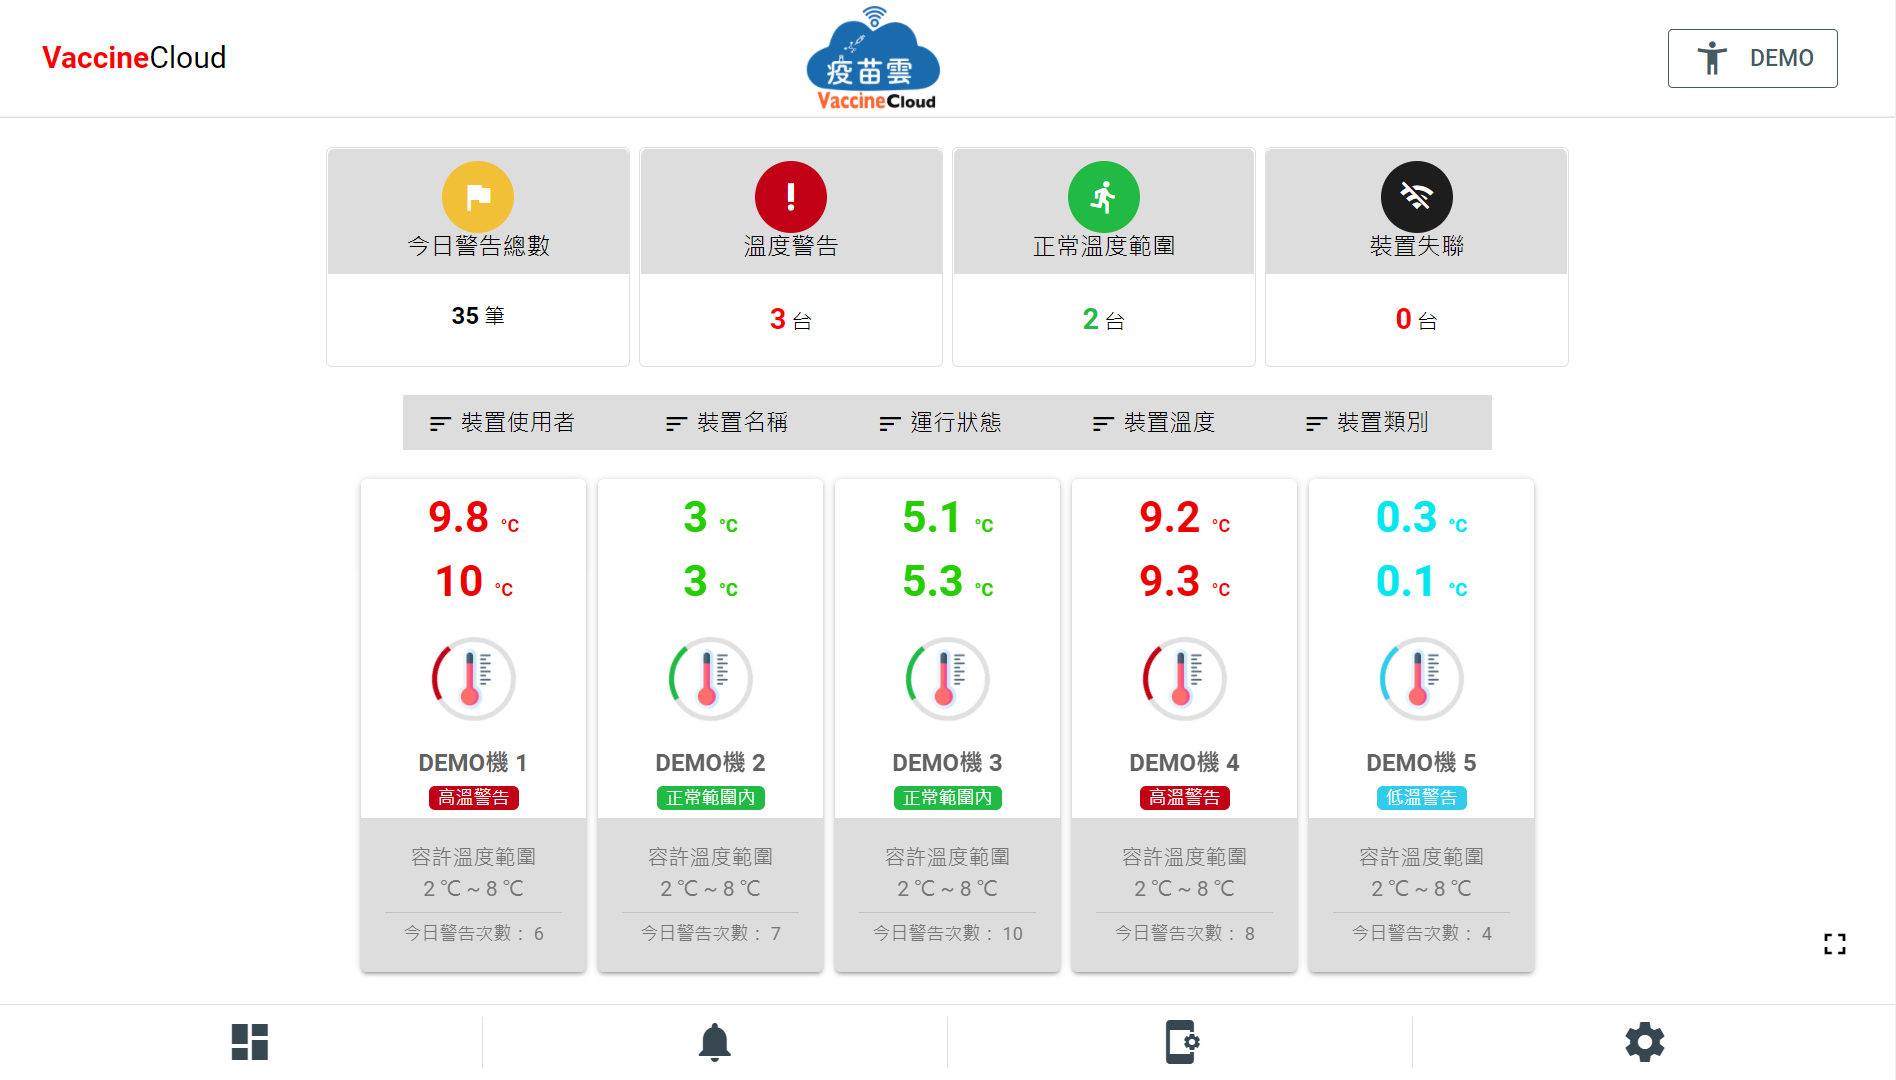 VaccineCloud
疫苗雲
VaccineCloud
DEMO
今日警告總數
35 筆
溫度警告
3 台
正常溫度範圍
2 台
裝置失聯
0 台
裝置使用者
裝置名稱
運行狀態
裝置溫度
裝置類別
9.8 °C
10 °C
DEMO機 1
高溫警告
容許溫度範圍
2 ℃ ~ 8 ℃
今日警告次數： 6
3 °C
3 °C
DEMO機 2
正常範圍內
容許溫度範圍
2 ℃ ~ 8 ℃
今日警告次數： 7
5.1 °C
5.3 °C
DEMO機 3
正常範圍內
容許溫度範圍
2 ℃ ~ 8 ℃
今日警告次數： 10
9.2 °C
9.3 °C
DEMO機 4
高溫警告
容許溫度範圍
2 ℃ ~ 8 ℃
今日警告次數： 8
0.3 °C
0.1 °C
DEMO機 5
低溫警告
容許溫度範圍
2 ℃ ~ 8 ℃
今日警告次數： 4